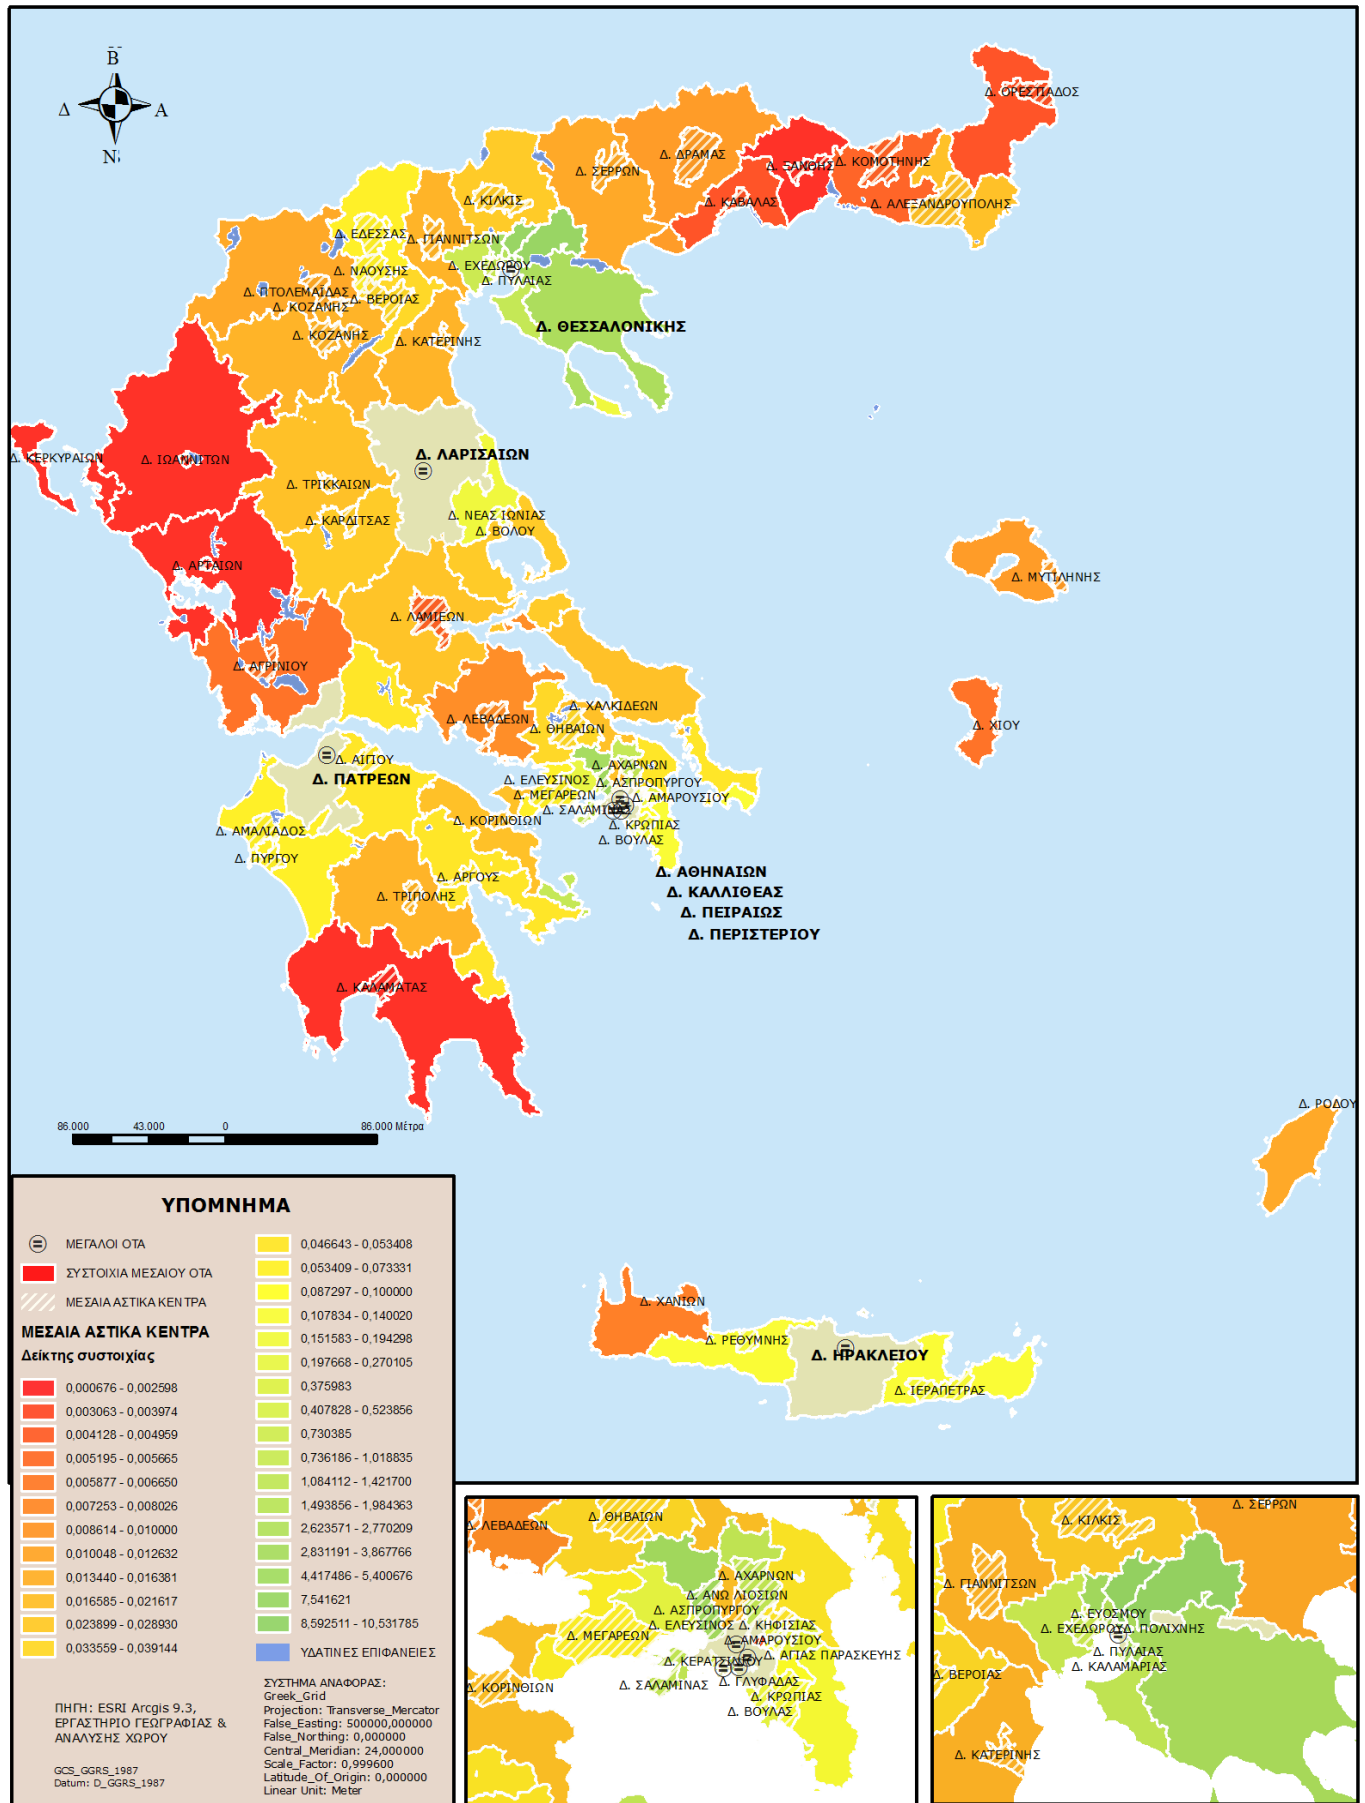 Β
Δ
Α
Ν
Δ. ΟΡΕΣΤΙΑΔΟΣ
Δ. ΔΡΑΜΑΣ
Δ. ΣΕΡΡΩΝ
Δ. ΞΑΝΘΗΣ
Δ. ΚΟΜΟΤΗΝΗΣ
Δ. ΚΙΛΚΙΣ
Δ. ΚΑΒΑΛΑΣ
Δ. ΑΛΕΞΑΝΔΡΟΥΠΟΛΗΣ
Δ. ΕΔΕΣΣΑΣ
Δ. ΓΙΑΝΝΙΤΣΩΝ
Δ. ΝΑΟΥΣΗΣ
Δ. ΕΧΕΔΩΡΟΥ
Δ. ΠΥΛΑΙΑΣ
Δ. ΠΤΟΛΕΜΑΪΔΑΣ
Δ. ΒΕΡΟΙΑΣ
Δ. ΚΟΖΑΝΗΣ
Δ. ΘΕΣΣΑΛΟΝΙΚΗΣ
Δ. ΚΟΖΑΝΗΣ
Δ. ΚΑΤΕΡΙΝΗΣ
Δ. ΚΕΡΚΥΡΑΙΩΝ
Δ. ΙΩΑΝΝΙΤΩΝ
Δ. ΛΑΡΙΣΑΙΩΝ
Δ. ΤΡΙΚΚΑΙΩΝ
Δ. ΚΑΡΔΙΤΣΑΣ
Δ. ΝΕΑΣ ΙΩΝΙΑΣ
Δ. ΒΟΛΟΥ
Δ. ΑΡΤΑΙΩΝ
Δ. ΜΥΤΙΛΗΝΗΣ
Δ. ΛΑΜΙΕΩΝ
Δ. ΑΓΡΙΝΙΟΥ
Δ. ΧΑΛΚΙΔΕΩΝ
Δ. ΛΕΒΑΔΕΩΝ
Δ. ΘΗΒΑΙΩΝ
Δ. ΧΙΟΥ
Δ. ΑΙΓΙΟΥ
Δ. ΠΑΤΡΕΩΝ
Δ. ΑΧΑΡΝΩΝ
Δ. ΕΛΕΥΣΙΝΟΣ
Δ. ΑΣΠΡΟΠΥΡΓΟΥ
Δ. ΜΕΓΑΡΕΩΝ
Δ. ΑΜΑΡΟΥΣΙΟΥ
Δ. ΣΑΛΑΜΙΝΑΣ
Δ. ΚΟΡΙΝΘΙΩΝ
Δ. ΚΡΩΠΙΑΣ
Δ. ΑΜΑΛΙΑΔΟΣ
Δ. ΒΟΥΛΑΣ
Δ. ΠΥΡΓΟΥ
Δ. ΑΘΗΝΑΙΩΝ
Δ. ΑΡΓΟΥΣ
Δ. ΚΑΛΛΙΘΕΑΣ
Δ. ΤΡΙΠΟΛΗΣ
Δ. ΠΕΙΡΑΙΩΣ
Δ. ΠΕΡΙΣΤΕΡΙΟΥ
Δ. ΚΑΛΑΜΑΤΑΣ
Δ. ΡΟΔΟΥ
86.000 43.000 0 86.000 Μέτρα
Δ. ΧΑΝΙΩΝ
Δ. ΡΕΘΥΜΝΗΣ
Δ. ΗΡΑΚΛΕΙΟΥ
Δ. ΙΕΡΑΠΕΤΡΑΣ
ΥΠΟΜΝΗΜΑ
ΜΕΓΑΛΟΙ ΟΤΑ
ΣΥΣΤΟΙΧΙΑ ΜΕΣΑΙΟΥ ΟΤΑ
ΜΕΣΑΙΑ ΑΣΤΙΚΑ ΚΕΝΤΡΑ
ΜΕΣΑΙΑ ΑΣΤΙΚΑ ΚΕΝΤΡΑ
Δείκτης συστοιχίας
0,000676 - 0,002598
0,003063 - 0,003974
0,004128 - 0,004959
0,005195 - 0,005665
0,005877 - 0,006650
0,007253 - 0,008026
0,008614 - 0,010000
0,010048 - 0,012632
0,013440 - 0,016381
0,016585 - 0,021617
0,023899 - 0,028930
0,033559 - 0,039144
0,046643 - 0,053408
0,053409 - 0,073331
0,087297 - 0,100000
0,107834 - 0,140020
0,151583 - 0,194298
0,197668 - 0,270105
0,375983
0,407828 - 0,523856
0,730385
0,736186 - 1,018835
1,084112 - 1,421700
1,493856 - 1,984363
2,623571 - 2,770209
2,831191 - 3,867766
4,417486 - 5,400676
7,541621
8,592511 - 10,531785
ΥΔΑΤΙΝΕΣ ΕΠΙΦΑΝΕΙΕΣ
ΠΗΓΗ: ESRI Arcgis 9.3,
ΕΡΓΑΣΤΗΡΙΟ ΓΕΩΓΡΑΦΙΑΣ &
ΑΝΑΛΥΣΗΣ ΧΩΡΟΥ
GCS_GGRS_1987
Datum: D_GGRS_1987
ΣΥΣΤΗΜΑ ΑΝΑΦΟΡΑΣ:
Greek_Grid
Projection: Transverse_Mercator
False_Easting: 500000,000000
False_Northing: 0,000000
Central_Meridian: 24,000000
Scale_Factor: 0,999600
Latitude_Of_Origin: 0,000000
Linear Unit: Meter
Δ. ΛΕΒΑΔΕΩΝ
Δ. ΘΗΒΑΙΩΝ
Δ. ΑΧΑΡΝΩΝ
Δ. ΑΝΩ ΛΙΟΣΙΩΝ
Δ. ΑΣΠΡΟΠΥΡΓΟΥ
Δ. ΕΛΕΥΣΙΝΟΣ Δ. ΚΗΦΙΣΙΑΣ
Δ. ΜΕΓΑΡΕΩΝ
Δ. ΑΜΑΡΟΥΣΙΟΥ
Δ. ΑΓΙΑΣ ΠΑΡΑΣΚΕΥΗΣ
Δ. ΚΕΡΑΤΣΙΝΙΟΥ
Δ. ΣΑΛΑΜΙΝΑΣ
Δ. ΓΛΥΦΑΔΑΣ
Δ. ΚΟΡΙΝΘΙΩΝ
Δ. ΚΡΩΠΙΑΣ
Δ. ΒΟΥΛΑΣ
Δ. ΣΕΡΡΩΝ
Δ. ΚΙΛΚΙΣ
Δ. ΓΙΑΝΝΙΤΣΩΝ
Δ. ΕΥΟΣΜΟΥ
Δ. ΕΧΕΔΩΡΟΥ Δ. ΠΟΛΙΧΝΗΣ
Δ. ΠΥΛΑΙΑΣ
Δ. ΚΑΛΑΜΑΡΙΑΣ
Δ. ΒΕΡΟΙΑΣ
Δ. ΚΑΤΕΡΙΝΗΣ